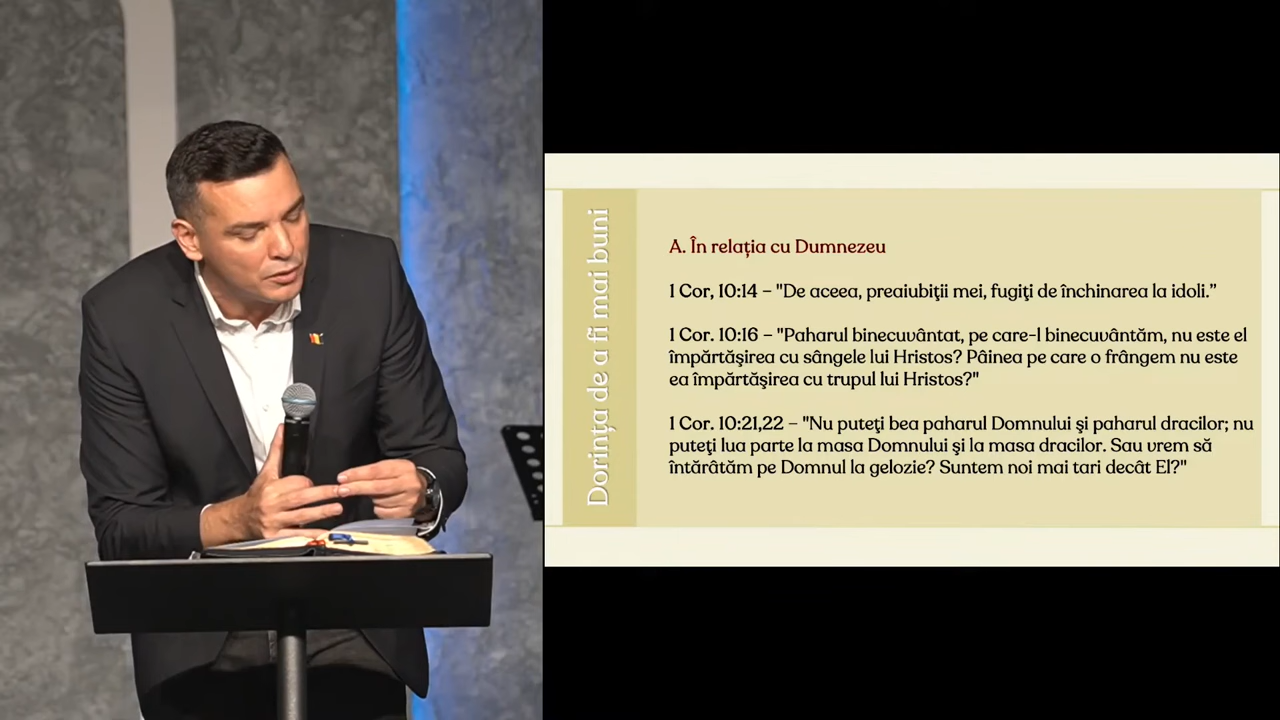 Dorința de a fi mai buni
A. În relația cu Dumnezeu
1 Cor, 10:14 – "De aceea, preaiubiţii mei, fugiţi de închinarea la idoli.”
1 Cor. 10:16 – "Paharul binecuvântat, pe care-l binecuvântăm, nu este el
împărtăşirea cu sângele lui Hristos? Pâinea pe care o frângem nu este
ea împărtăşirea cu trupul lui Hristos?"
1 Cor. 10:21,22 – "Nu puteţi bea paharul Domnului şi paharul dracilor; nu
puteţi lua parte la masa Domnului şi la masa dracilor. Sau vrem să
întărâtăm pe Domnul la gelozie? Suntem noi mai tari decât El?"